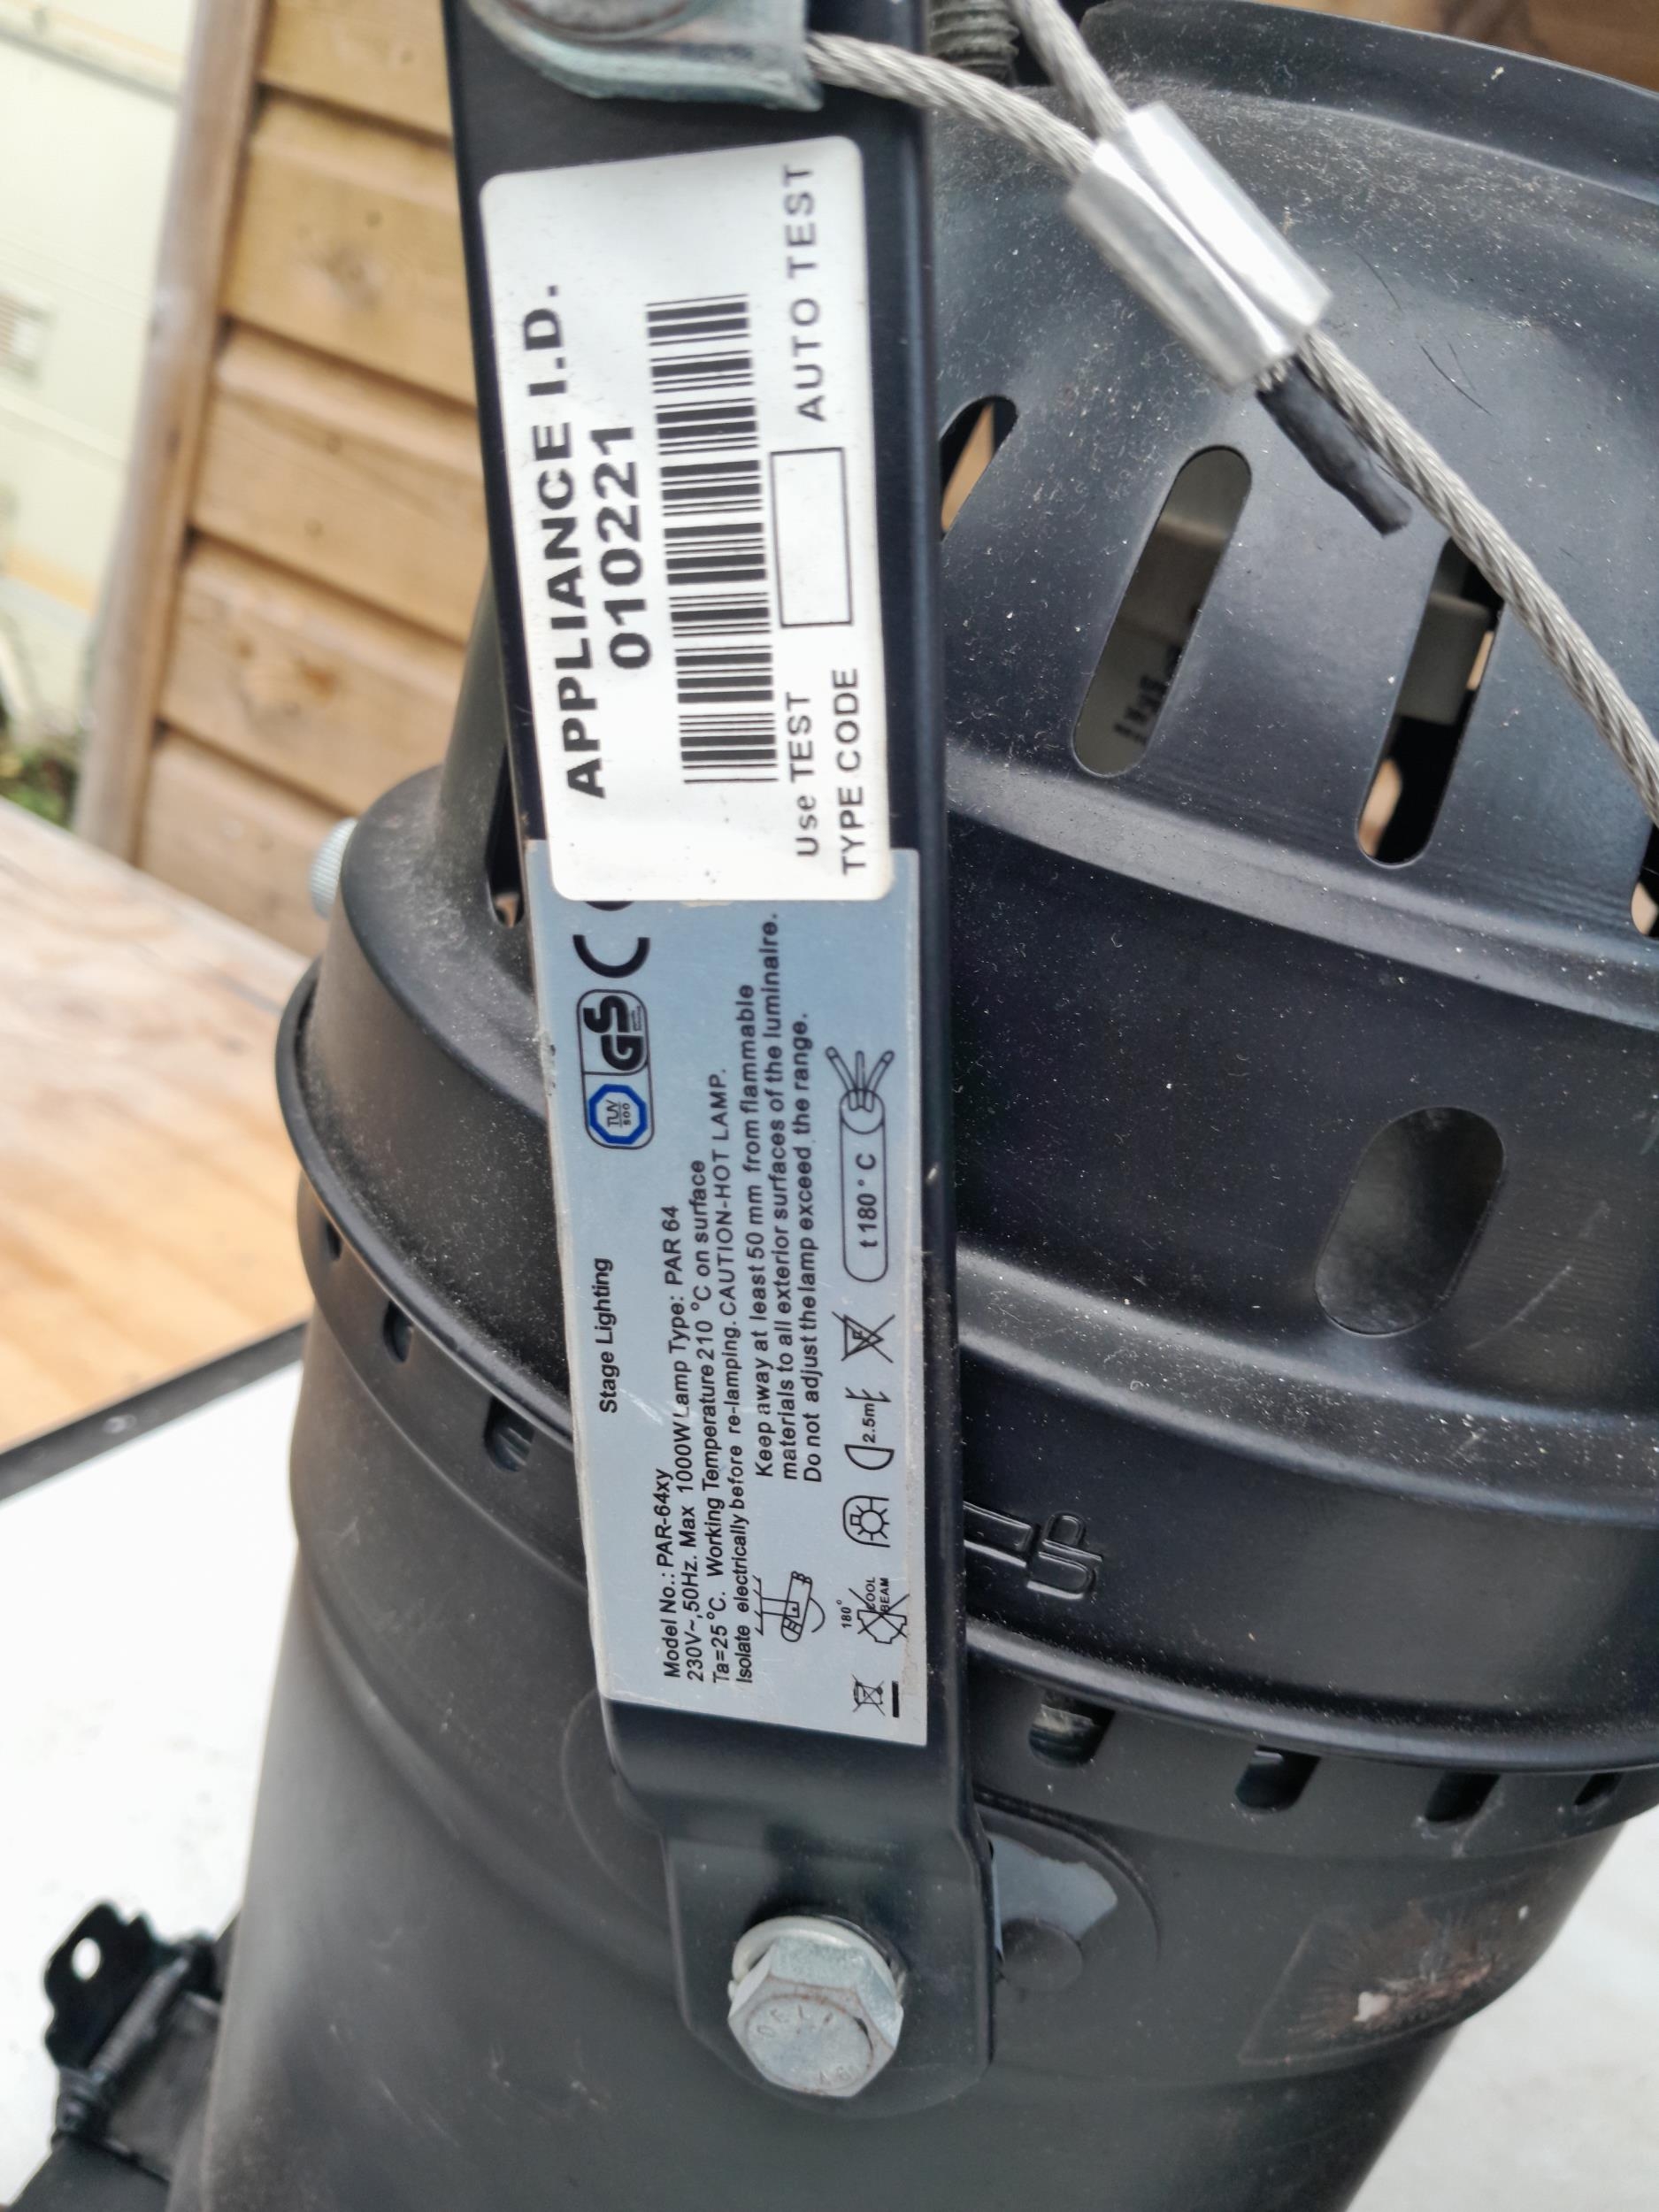 APPLIANCE I.D.
010221
Use TEST
TYPE CODE
AUTO TEST
Stage Lighting
TUV
SUD
GS
Model No.: PAR-64xy
230V~,50Hz. Max 1000W Lamp Type: PAR 64
Ta=25°C. Working Temperature 210 °C on surface
Isolate electrically before re-lamping. CAUTION-HOT LAMP.
Keep away at least 50 mm from flammable
materials to all exterior surfaces of the luminaire.
Do not adjust the lamp exceed the range.
180°
COOL
BEAM
2.5m
F
t 180° C
UP